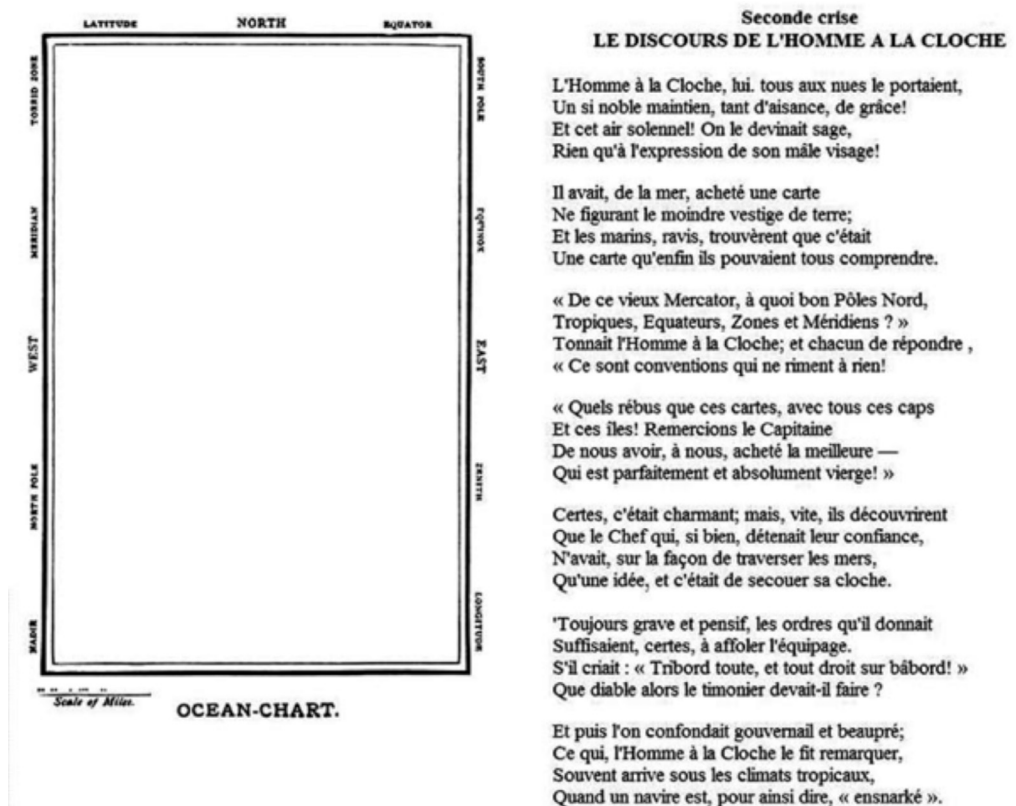 LATITUDE NORTH EQUATOR
TORRID ZONE
MERIDIAN
WEST
NORTH POLE
NADIR
SOUTH POLE
EQUINOX
EAST
ZENITH
LONGITUDE
Scale of Miles.
OCEAN-CHART.
Seconde crise
LE DISCOURS DE L'HOMME A LA CLOCHE
L'Homme à la Cloche, lui. tous aux nues le portaient,
Un si noble maintien, tant d'aisance, de grâce!
Et cet air solennel! On le devinait sage,
Rien qu'à l'expression de son mâle visage!
Il avait, de la mer, acheté une carte
Ne figurant le moindre vestige de terre;
Et les marins, ravis, trouvèrent que c'était
Une carte qu'enfin ils pouvaient tous comprendre.
« De ce vieux Mercator, à quoi bon Pôles Nord,
Tropiques, Equateurs, Zones et Méridiens ? »
Tonnait l'Homme à la Cloche; et chacun de répondre ,
« Ce sont conventions qui ne riment à rien!
« Quels rébus que ces cartes, avec tous ces caps
Et ces îles! Remercions le Capitaine
De nous avoir, à nous, acheté la meilleure —
Qui est parfaitement et absolument vierge! »
Certes, c'était charmant; mais, vite, ils découvrirent
Que le Chef qui, si bien, détenait leur confiance,
N'avait, sur la façon de traverser les mers,
Qu'une idée, et c'était de secouer sa cloche.
'Toujours grave et pensif, les ordres qu'il donnait
Suffisaient, certes, à affoler l'équipage.
S'il criait : « Tribord toute, et tout droit sur bâbord! »
Que diable alors le timonier devait-il faire ?
Et puis l'on confondait gouvernail et beaupré;
Ce qui, l'Homme à la Cloche le fit remarquer,
Souvent arrive sous les climats tropicaux,
Quand un navire est, pour ainsi dire, « ensnarké ».